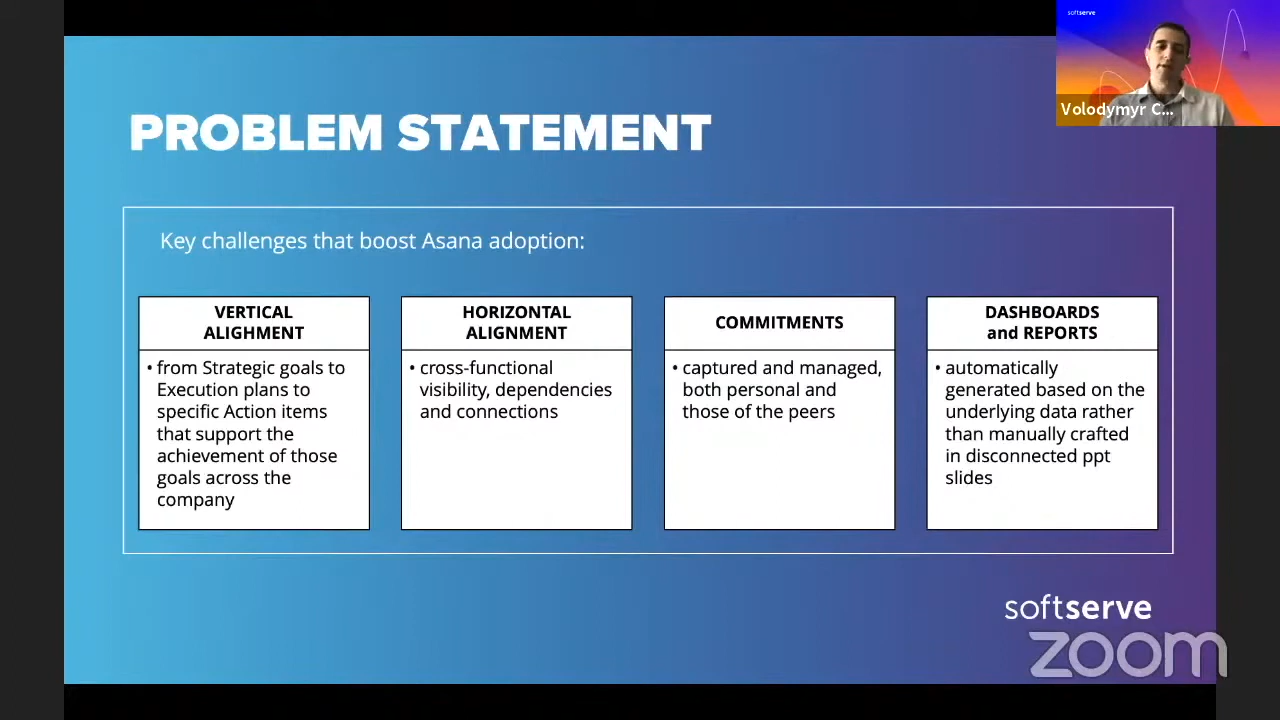 softserve
Volodymyr C...
PROBLEM STATEMENT
Key challenges that boost Asana adoption:
VERTICAL
ALIGHMENT
• from Strategic goals to
Execution plans to
specific Action items
that support the
achievement of those
goals across the
company
HORIZONTAL
ALIGNMENT
• cross-functional
visibility, dependencies
and connections
COMMITMENTS
• captured and managed,
both personal and
those of the peers
DASHBOARDS
and REPORTS
• automatically
generated based on the
underlying data rather
than manually crafted
in disconnected ppt
slides
softserve
zoom